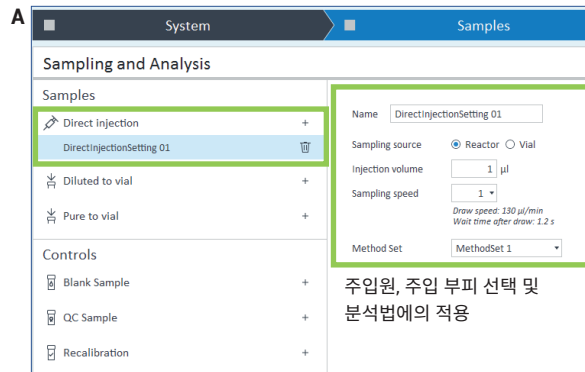 A
System
Samples
Sampling and Analysis
Samples
Direct injection +
DirectInjectionSetting 01
Diluted to vial +
Pure to vial +
Controls
Blank Sample +
QC Sample +
Recalibration +
Name DirectInjectionSetting 01
Sampling source Reactor Vial
Injection volume 1 µl
Sampling speed 1
Draw speed: 130 µl/min
Wait time after draw: 1.2 s
Method Set MethodSet 1
주입원, 주입 부피 선택 및
분석법에의 적용